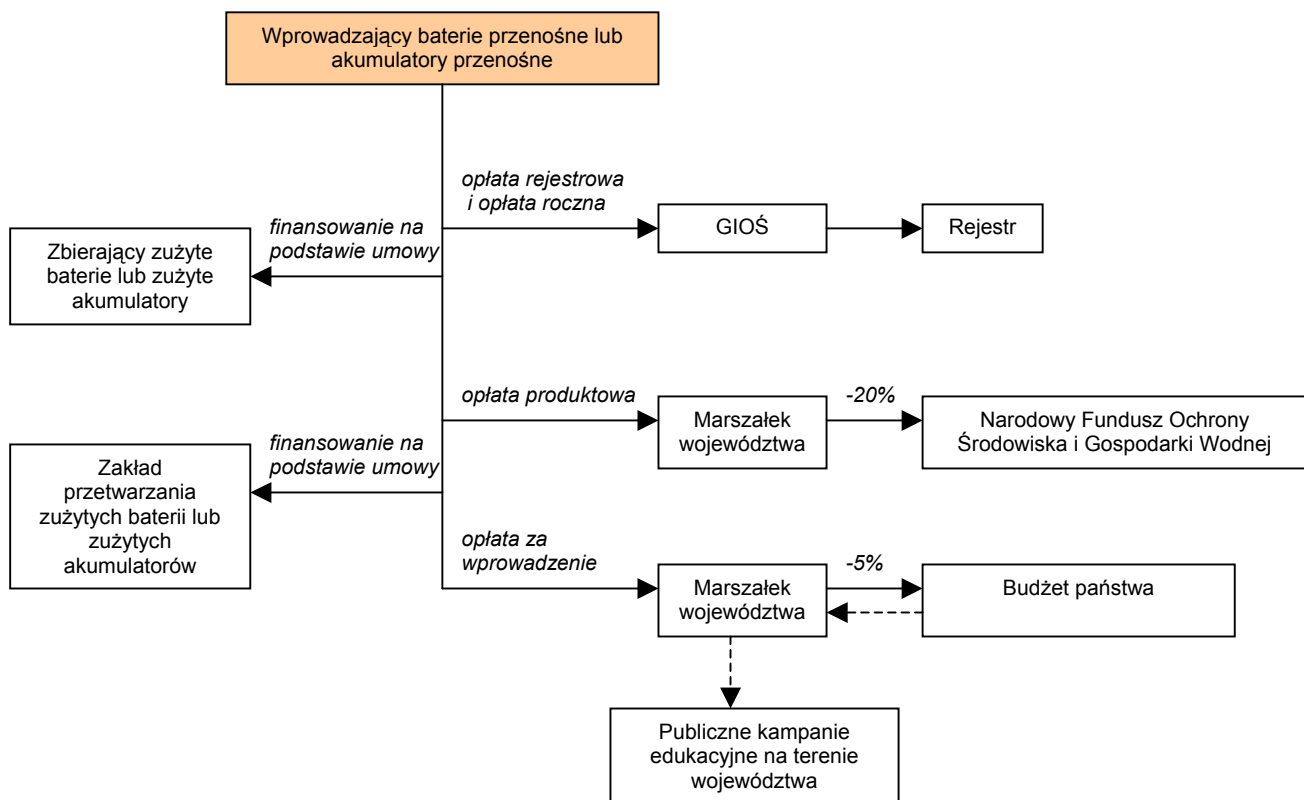 Wprowadzający baterie przenośne lub
akumulatory przenośne
opłata rejestrowa
i opłata roczna
GIOŚ
Rejestr
finansowanie na
podstawie umowy
Zbierający zużyte
baterie lub zużyte
akumulatory
opłata produktowa
Marszałek
województwa
-20%
Narodowy Fundusz Ochrony
Środowiska i Gospodarki Wodnej
finansowanie na
podstawie umowy
Zakład
przetwarzania
zużytych baterii lub
zużytych
akumulatorów
opłata za
wprowadzenie
Marszałek
województwa
-5%
Budżet państwa
Publiczne kampanie
edukacyjne na terenie
województwa